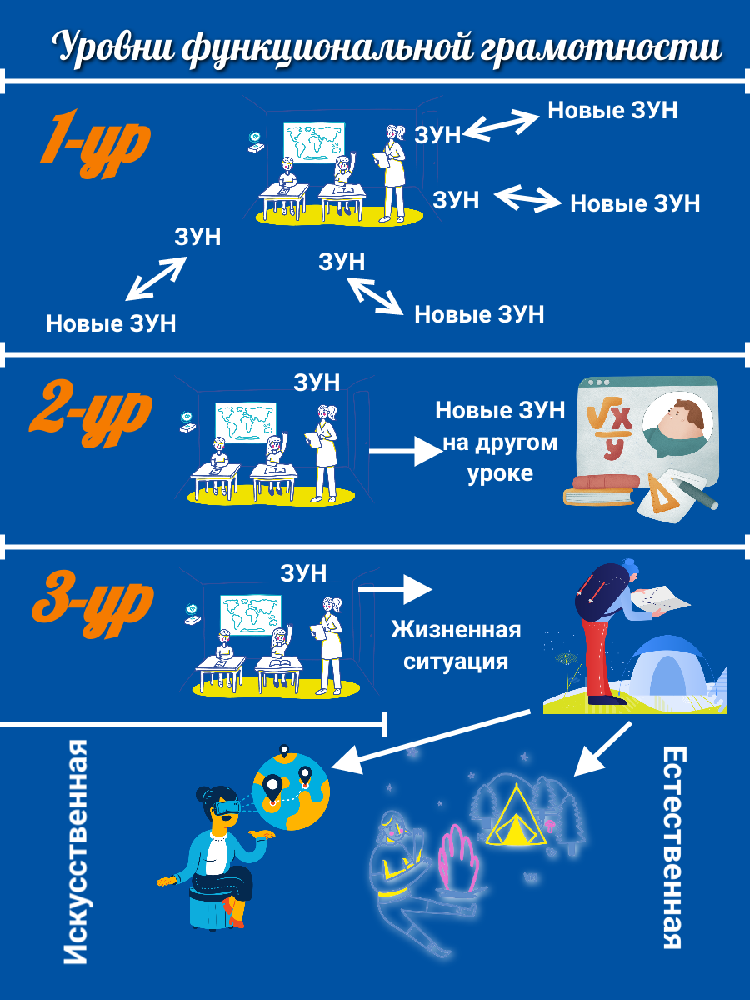 Уровни функциональной грамотности
1-ур
ЗУН
Новые ЗУН
ЗУН
Новые ЗУН
ЗУН
Новые ЗУН
ЗУН
Новые ЗУН
2-ур
ЗУН
Новые ЗУН
на другом
уроке
√x
y
3-ур
ЗУН
Жизненная
ситуация
Искусственная
Естественная